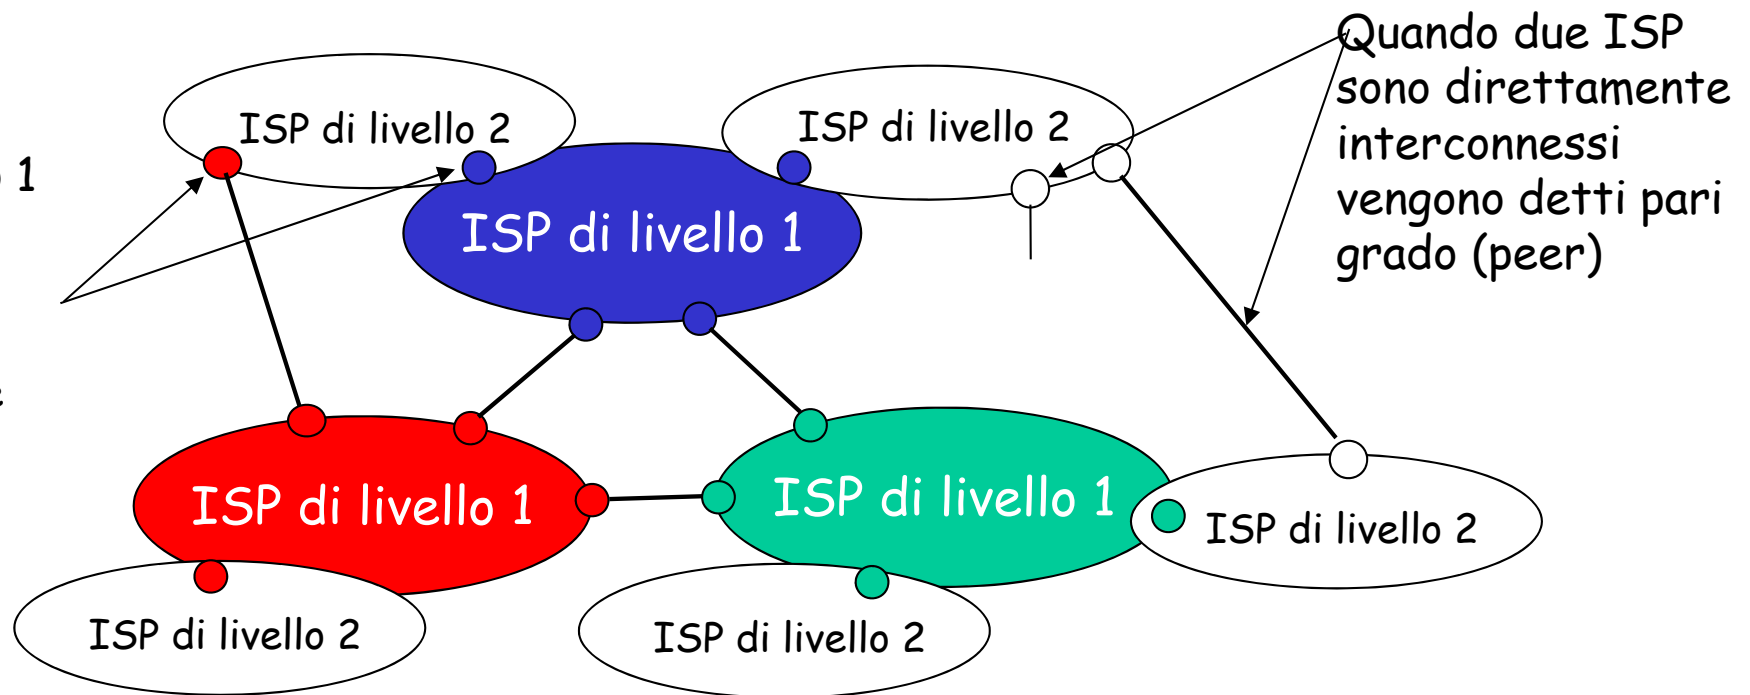 Quando due ISP
sono direttamente
interconnessi
vengono detti pari
grado (peer)
ISP di livello 2
ISP di livello 2
1
ISP di livello 1
ISP di livello 1
ISP di livello 1
ISP di livello 2
ISP di livello 2
ISP di livello 2